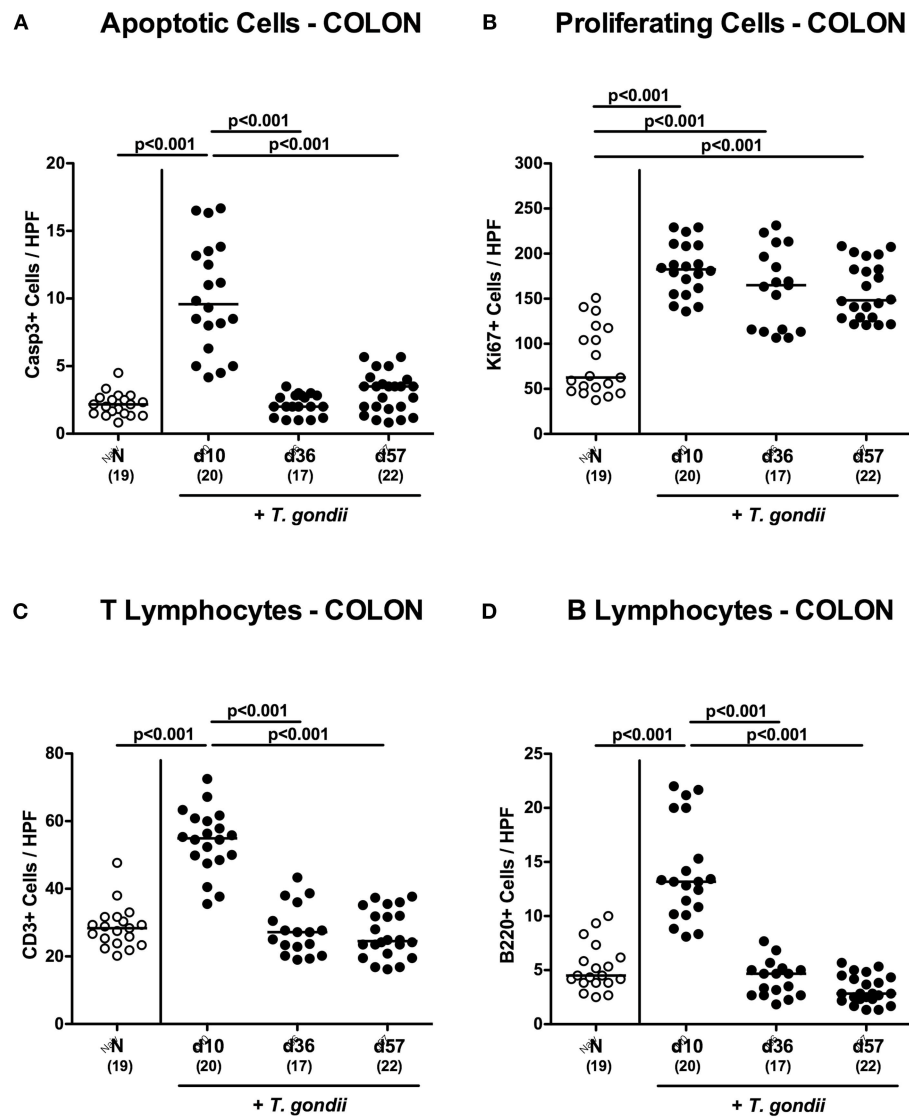 A Apoptotic Cells - COLON
p<0.001
p<0.001 p<0.001
20
15
10
5
0
Casp3+ Cells / HPF
N d10 d36 d57
(19) (20) (17) (22)
+ T. gondii
B Proliferating Cells - COLON
p<0.001
p<0.001
p<0.001
300
250
200
150
100
50
0
Ki67+ Cells / HPF
N d10 d36 d57
(19) (20) (17) (22)
+ T. gondii
C T Lymphocytes - COLON
p<0.001
p<0.001 p<0.001
80
60
40
20
0
CD3+ Cells / HPF
N d10 d36 d57
(19) (20) (17) (22)
+ T. gondii
D B Lymphocytes - COLON
p<0.001
p<0.001 p<0.001
25
20
15
10
5
0
B220+ Cells / HPF
N d10 d36 d57
(19) (20) (17) (22)
+ T. gondii